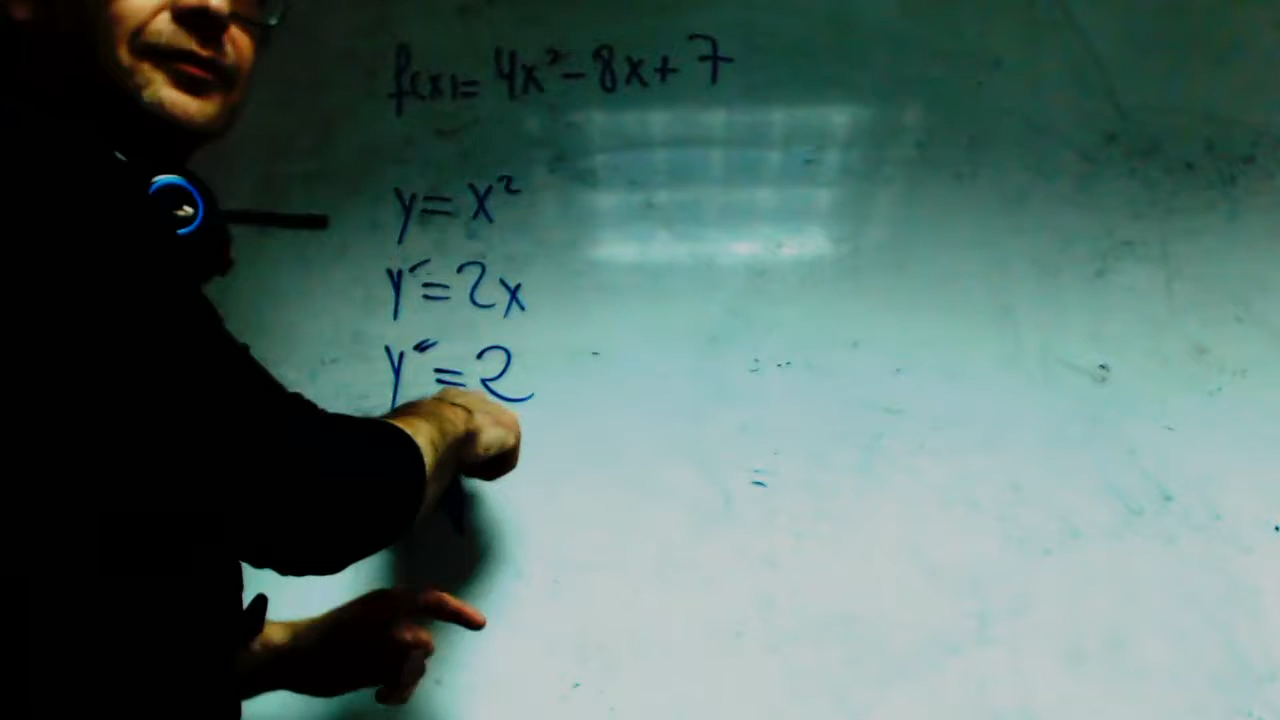 f(x)= 4x²-8x+7
y=x²
y'=2x
y''=2